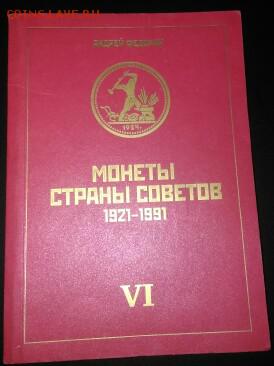 COINS.LAVE.RU
АНДРЕЙ ФЕДОРИН
1924
МОНЕТЫ
СТРАНЫ СОВЕТОВ
1921-1991
VI